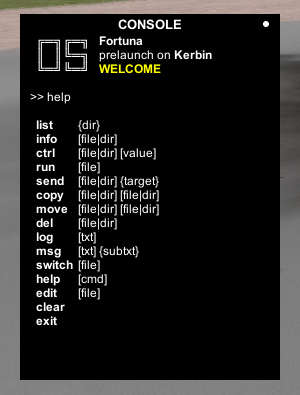 CONSOLE
OS
Fortuna
prelaunch on Kerbin
WELCOME
>> help
list {dir}
info [file|dir]
ctrl [file|dir] [value]
run [file]
send [file|dir] {target}
copy [file|dir] [file|dir]
move [file|dir] [file|dir]
del [file|dir]
log [txt]
msg [txt] {subtxt}
switch [file]
help [cmd]
edit [file]
clear
exit